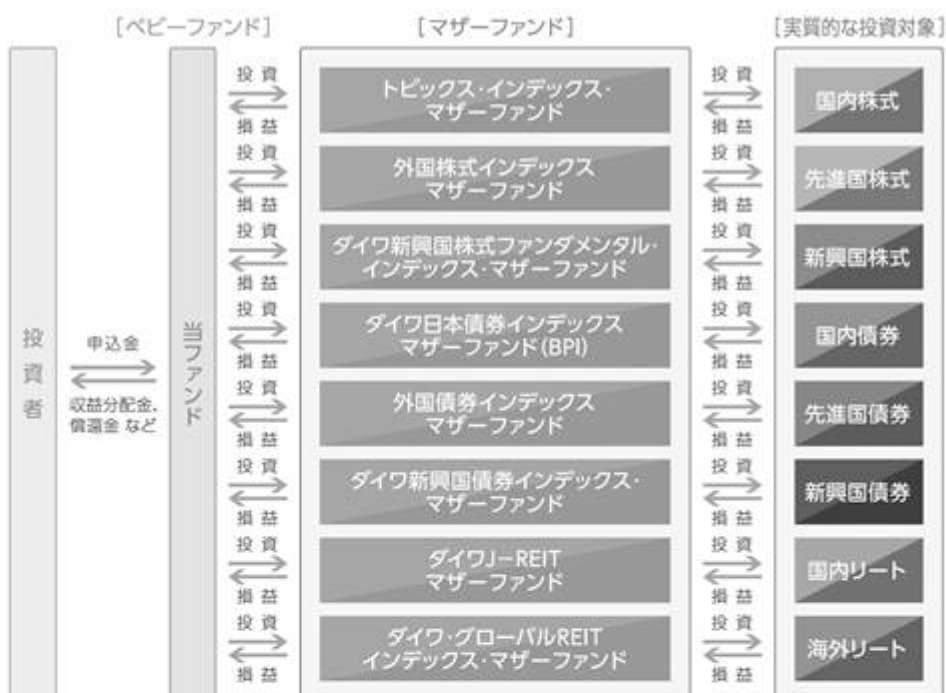 [ベビーファンド]
[マザーファンド]
[実質的な投資対象]
投資者
申込金
収益分配金、
償還金 など
当ファンド
投 資
損 益
トピックス・インデックス・
マザーファンド
投 資
損 益
国内株式
投 資
損 益
外国株式インデックス
マザーファンド
投 資
損 益
先進国株式
投 資
損 益
ダイワ新興国株式ファンダメンタル・
インデックス・マザーファンド
投 資
損 益
新興国株式
投 資
損 益
ダイワ日本債券インデックス
マザーファンド(BPI)
投 資
損 益
国内債券
投 資
損 益
外国債券インデックス
マザーファンド
投 資
損 益
先進国債券
投 資
損 益
ダイワ新興国債券インデックス・
マザーファンド
投 資
損 益
新興国債券
投 資
損 益
ダイワJ-REIT
マザーファンド
投 資
損 益
国内リート
投 資
損 益
ダイワ・グローバルREIT
インデックス・マザーファンド
投 資
損 益
海外リート